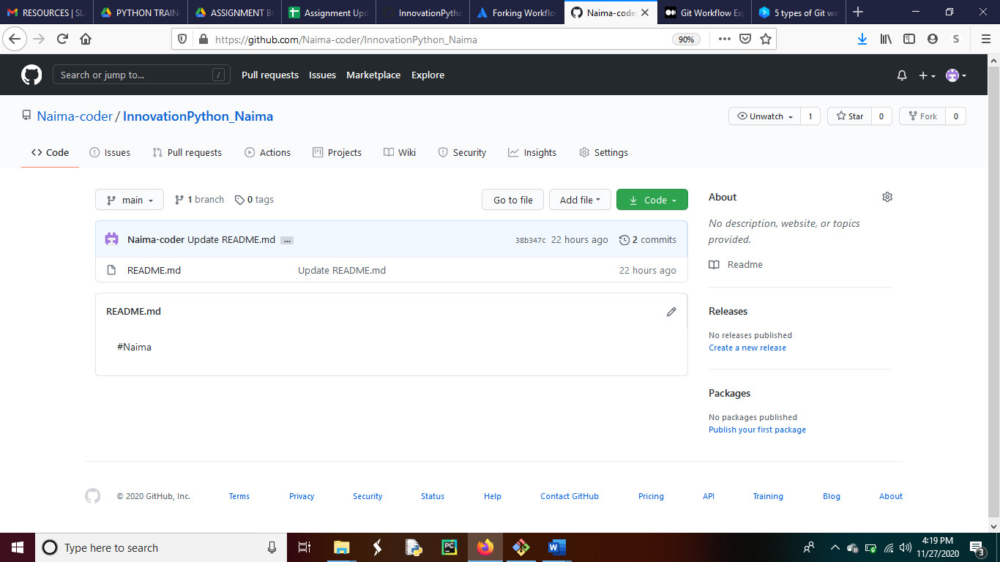 RESOURCES | SL
PYTHON TRAIN
ASSIGNMENT B
Assignment Upd
InnovationPytho
Forking Workflo
Naima-coder
Git Workflow Exp
5 types of Git wo
https://github.com/Naima-coder/InnovationPython_Naima
90%
S
Search or jump to...
/
Pull requests
Issues
Marketplace
Explore
Naima-coder / InnovationPython_Naima
Unwatch 1
Star 0
Fork 0
Code
Issues
Pull requests
Actions
Projects
Wiki
Security
Insights
Settings
main
1 branch
0 tags
Go to file
Add file
Code
Naima-coder Update README.md ...
38b347c 22 hours ago
2 commits
README.md
Update README.md
22 hours ago
README.md
#Naima
About
No description, website, or topics
provided.
Readme
Releases
No releases published
Create a new release
Packages
No packages published
Publish your first package
© 2020 GitHub, Inc.
Terms
Privacy
Security
Status
Help
Contact GitHub
Pricing
API
Training
Blog
About
Type here to search
PC
W
4:19 PM
11/27/2020
3